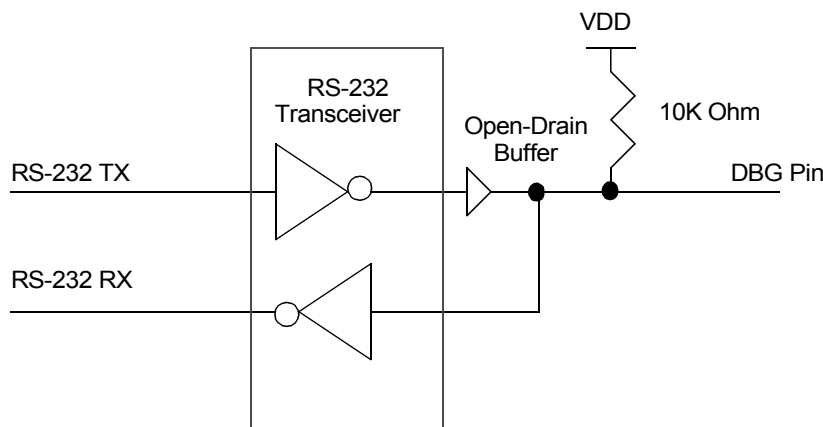 VDD
RS-232
Transceiver
10K Ohm
Open-Drain
Buffer
RS-232 TX
DBG Pin
RS-232 RX